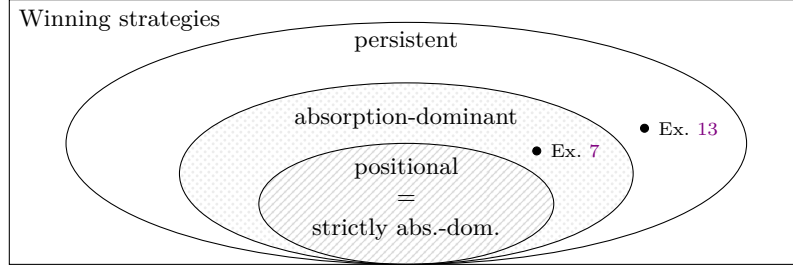 Winning strategies
persistent
absorption-dominant
Ex. 13
Ex. 7
positional
=
strictly abs.-dom.